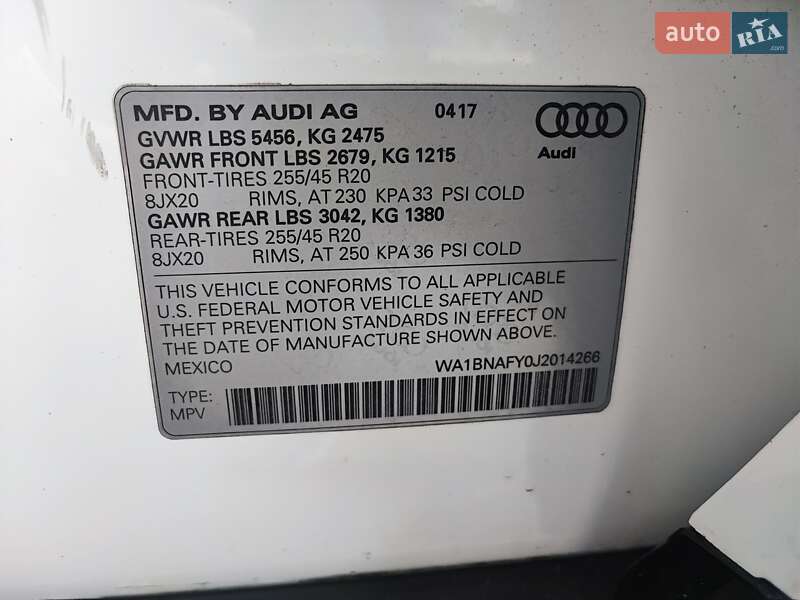 auto RIA.com
MFD. BY AUDI AG 0417
GVWR LBS 5456, KG 2475
GAWR FRONT LBS 2679, KG 1215
Audi
FRONT-TIRES 255/45 R20
8JX20 RIMS, AT 230 KPA 33 PSI COLD
GAWR REAR LBS 3042, KG 1380
REAR-TIRES 255/45 R20
8JX20 RIMS, AT 250 KPA 36 PSI COLD
THIS VEHICLE CONFORMS TO ALL APPLICABLE
U.S. FEDERAL MOTOR VEHICLE SAFETY AND
THEFT PREVENTION STANDARDS IN EFFECT ON
THE DATE OF MANUFACTURE SHOWN ABOVE.
MEXICO WA1BNAFY0J2014266
TYPE:
MPV